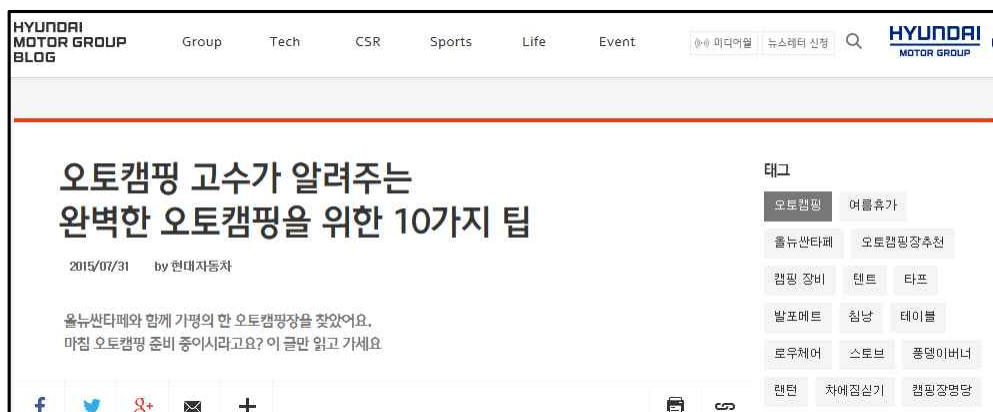 HYUNDAI
MOTOR GROUP
BLOG
Group Tech CSR Sports Life Event
미디어월 뉴스레터 신청
HYUNDAI
MOTOR GROUP
오토캠핑 고수가 알려주는
완벽한 오토캠핑을 위한 10가지 팁
2015/07/31 by 현대자동차
올뉴싼타페와 함께 가평의 한 오토캠핑장을 찾았어요.
마침 오토캠핑 준비 중이시라고요? 이 글만 읽고 가세요
태그
오토캠핑 여름휴가
올뉴싼타페 오토캠핑장추천
캠핑 장비 텐트 타프
발포매트 침낭 테이블
로우체어 스토브 풍뎅이버너
랜턴 차에짐싣기 캠핑장명당
f 8+ +